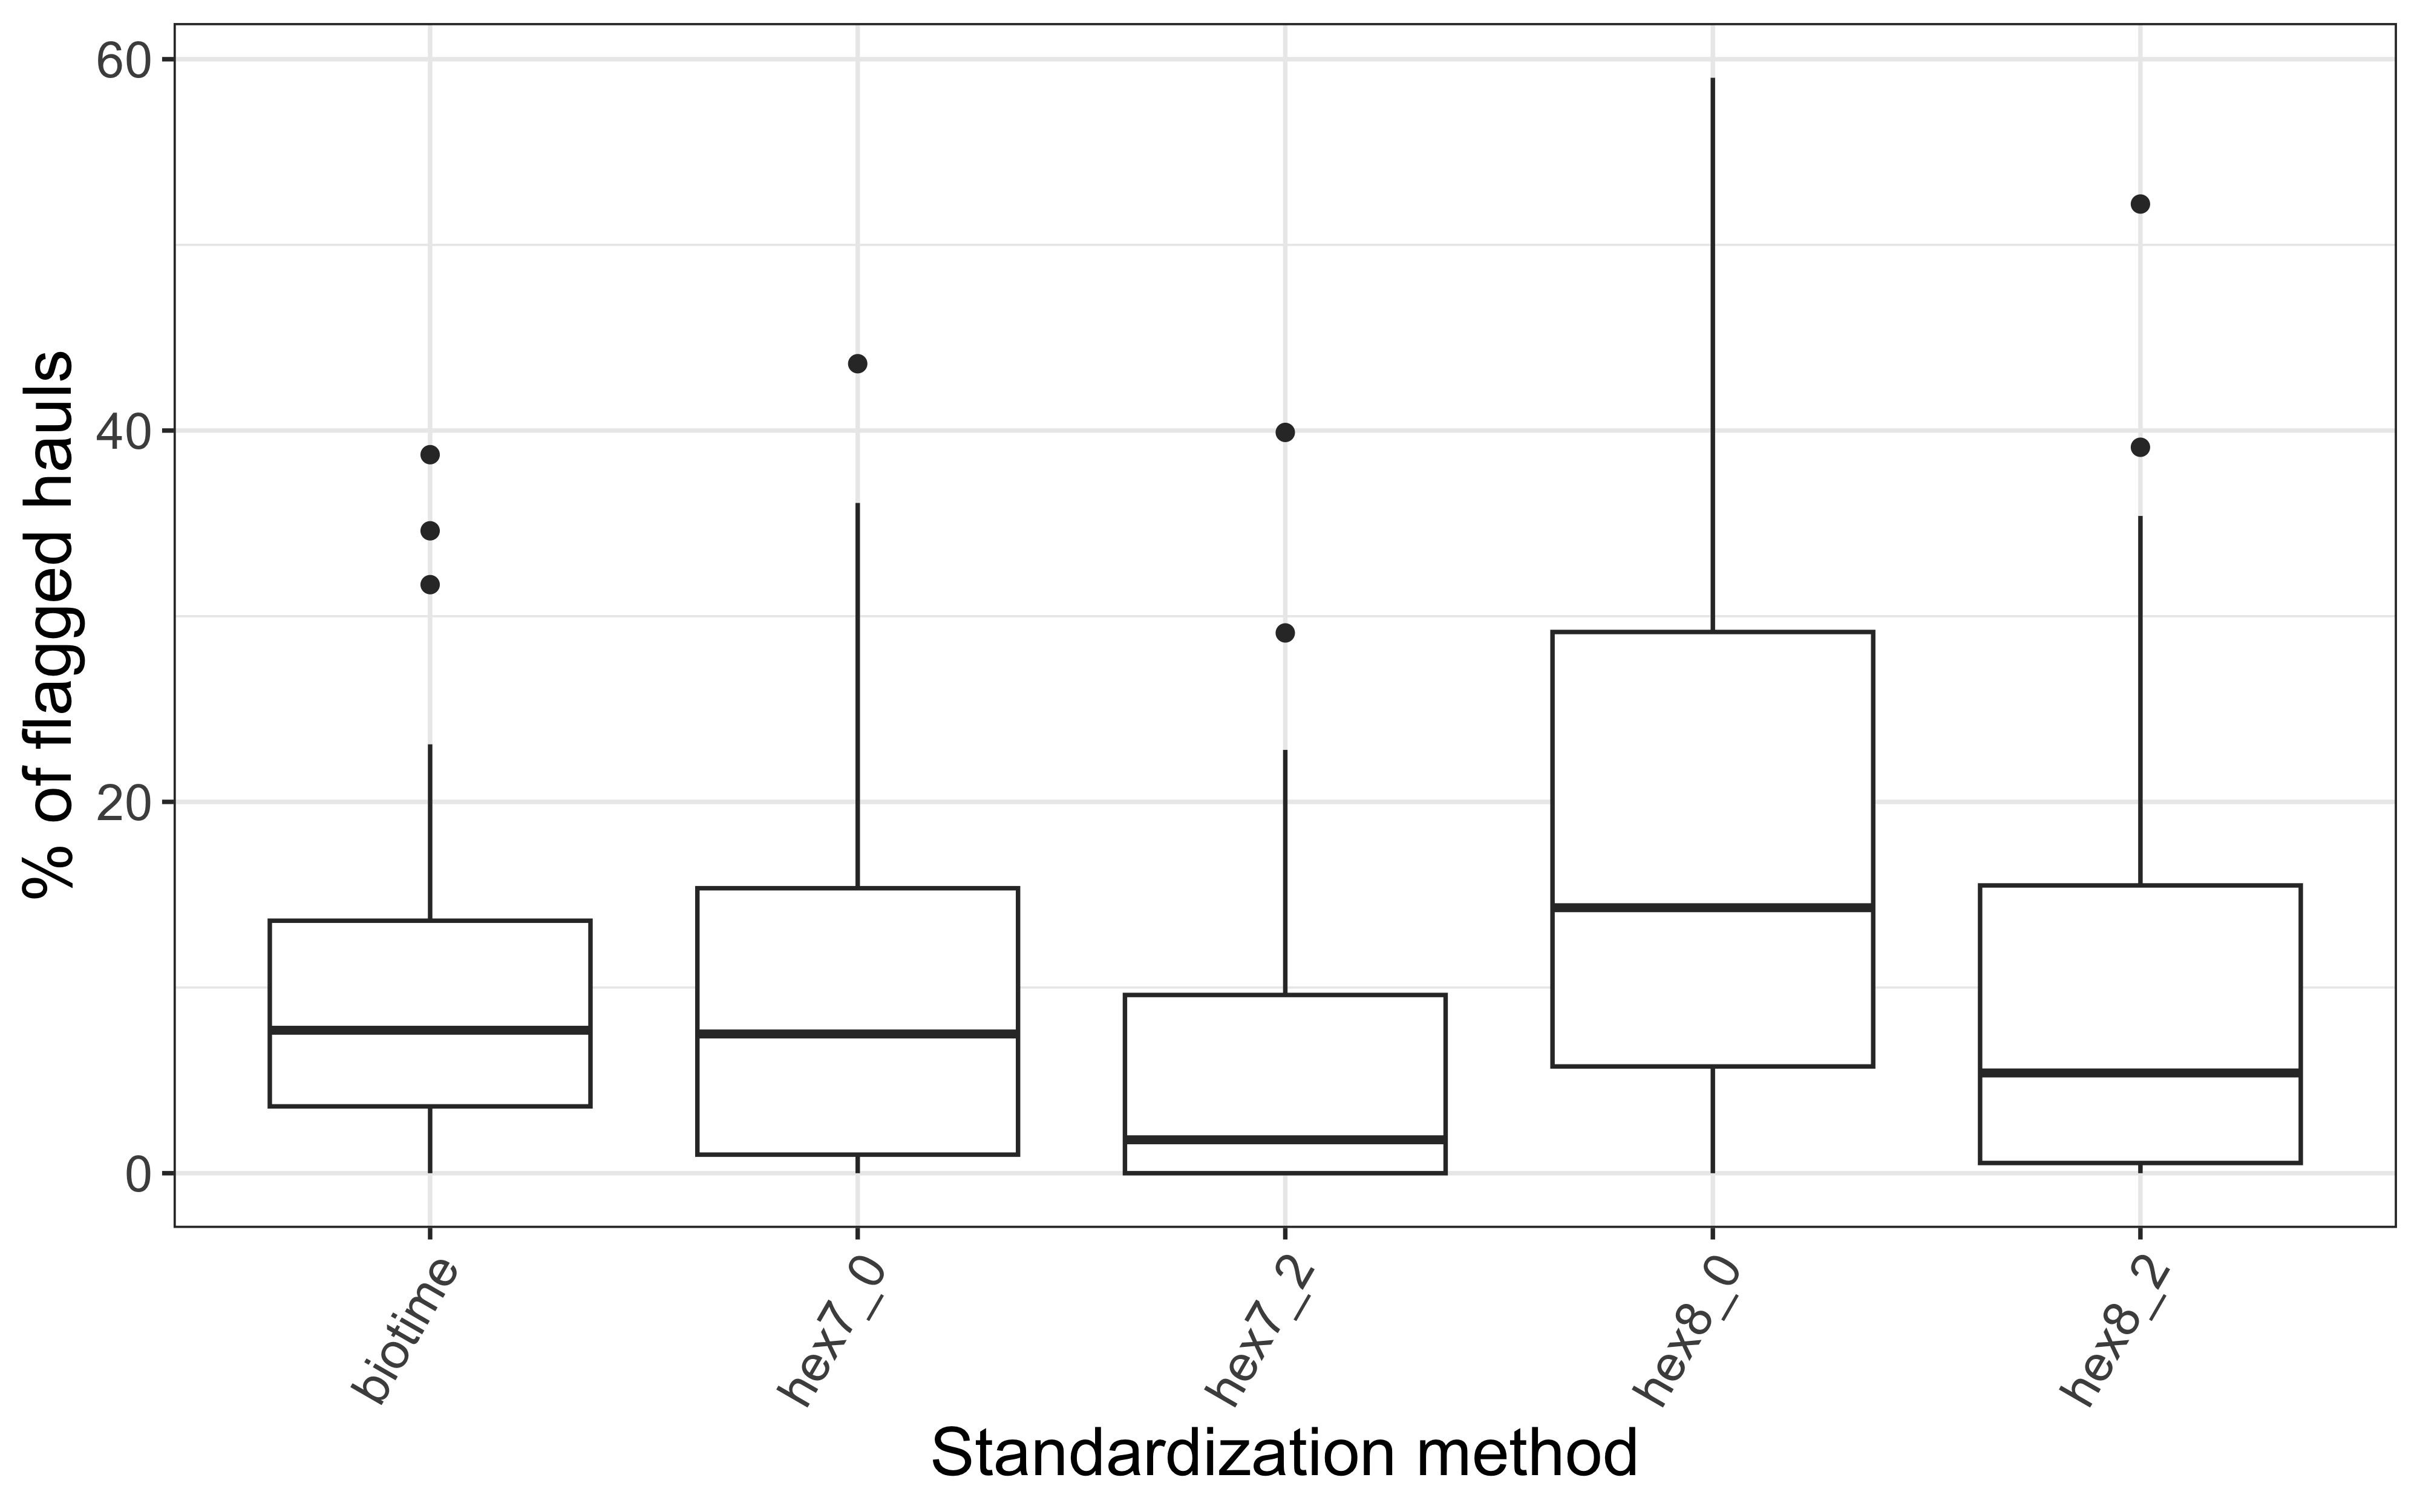 % of flagged hauls
60
40
20
0
biotime
hex7_0
hex7_2
hex8_0
hex8_2
Standardization method